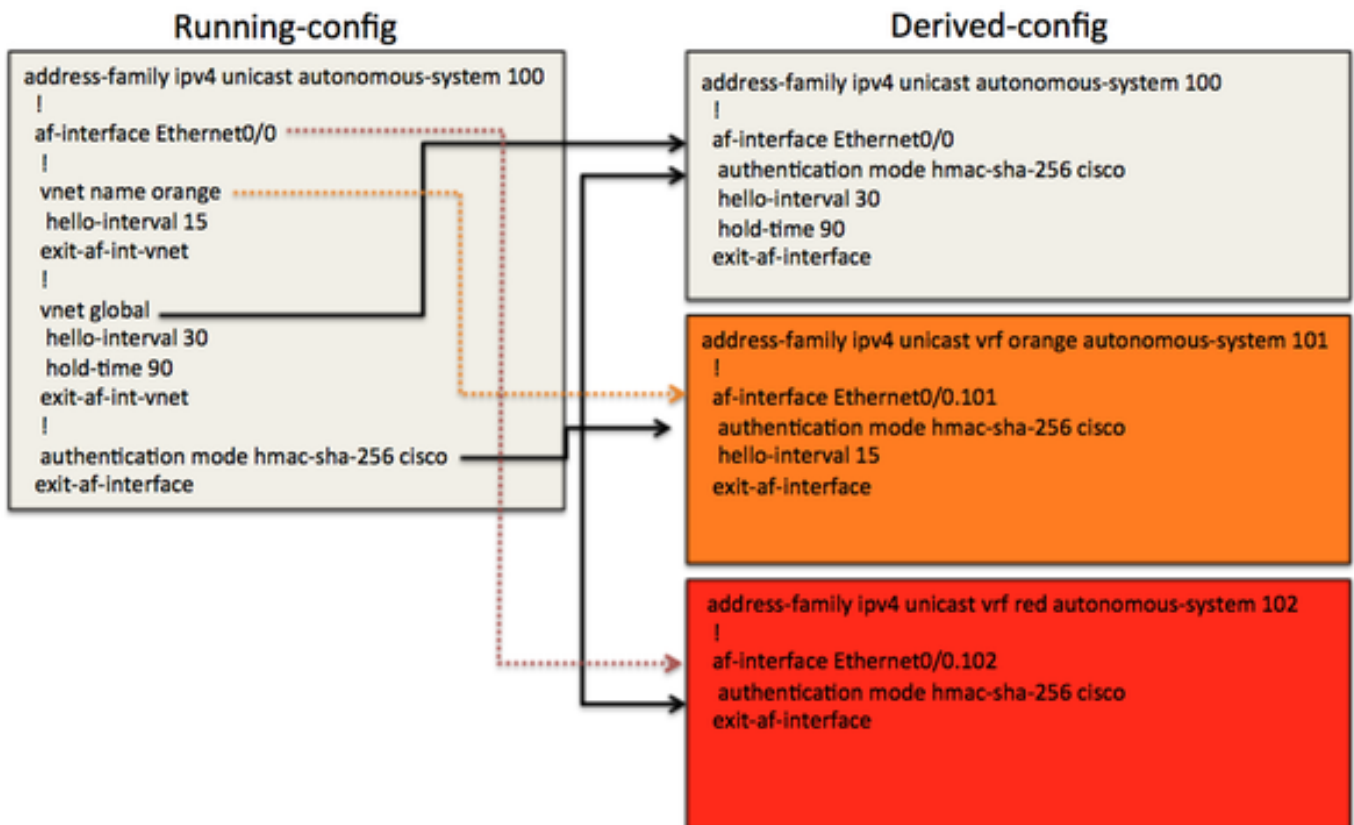 Running-config
address-family ipv4 unicast autonomous-system 100
!
af-interface Ethernet0/0
!
vnet name orange
hello-interval 15
exit-af-int-vnet
!
vnet global
hello-interval 30
hold-time 90
exit-af-int-vnet
!
authentication mode hmac-sha-256 cisco
exit-af-interface
Derived-config
address-family ipv4 unicast autonomous-system 100
!
af-interface Ethernet0/0
authentication mode hmac-sha-256 cisco
hello-interval 30
hold-time 90
exit-af-interface
address-family ipv4 unicast vrf orange autonomous-system 101
!
af-interface Ethernet0/0.101
authentication mode hmac-sha-256 cisco
hello-interval 15
exit-af-interface
address-family ipv4 unicast vrf red autonomous-system 102
!
af-interface Ethernet0/0.102
authentication mode hmac-sha-256 cisco
exit-af-interface